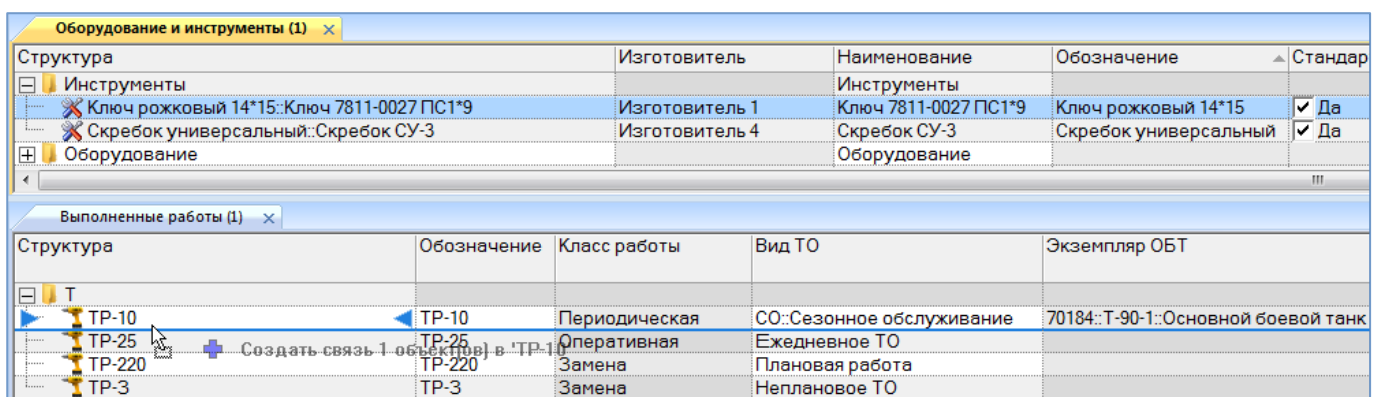 Оборудование и инструменты (1)
Структура Изготовитель Наименование Обозначение Стандар
Инструменты Инструменты
Ключ рожковый 14*15::Ключ 7811-0027 ПС1*9 Изготовитель 1 Ключ 7811-0027 ПС1*9 Ключ рожковый 14*15 Да
Скребок универсальный::Скребок СУ-3 Изготовитель 4 Скребок СУ-3 Скребок универсальный Да
Оборудование Оборудование
Выполненные работы (1)
Структура Обозначение Класс работы Вид ТО Экземпляр ОБТ
Т
ТР-10 ТР-10 Периодическая СО::Сезонное обслуживание 70184::Т-90-1::Основной боевой танк
ТР-25 ТР-25 Оперативная Ежедневное ТО
Создать связь 1 объект(ов) в 'ТР-10'
ТР-220 ТР-220 Замена Плановая работа
ТР-3 ТР-3 Замена Неплановое ТО